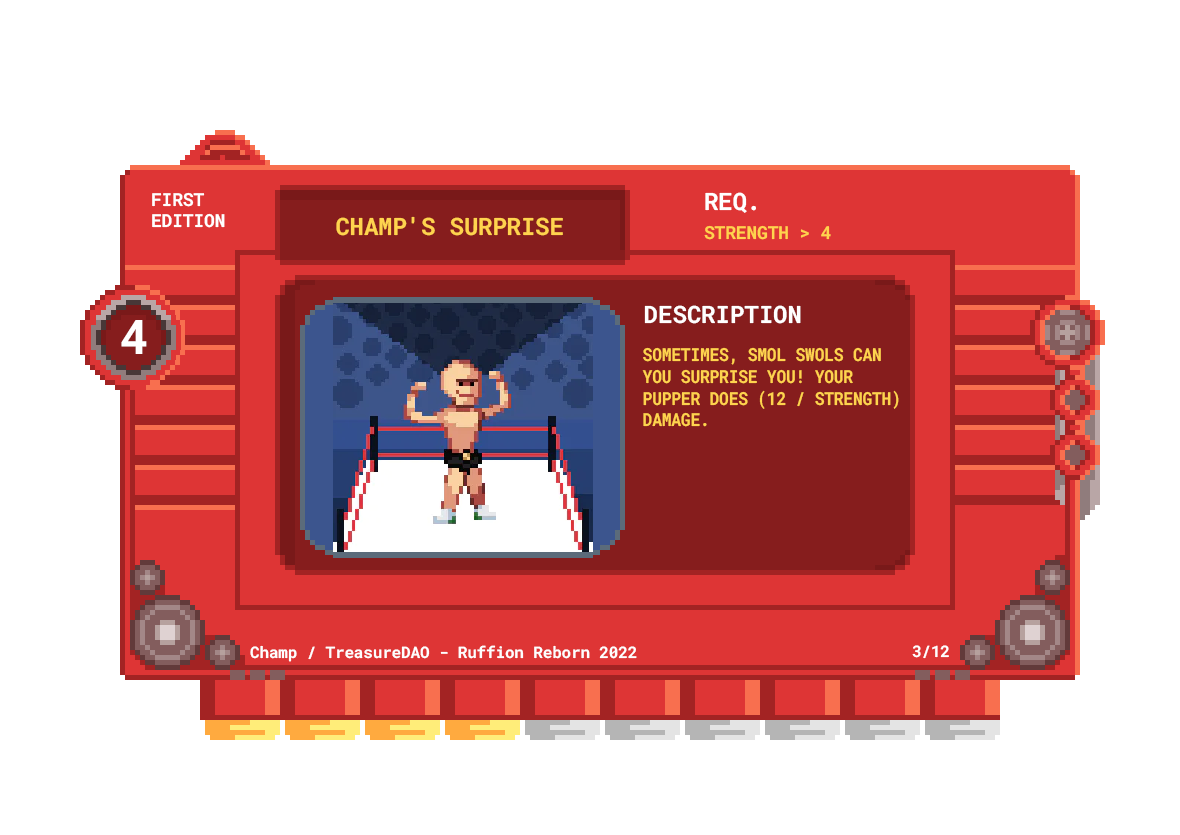 FIRST
EDITION
CHAMP'S SURPRISE
REQ.
STRENGTH > 4
4
DESCRIPTION
SOMETIMES, SMOL SWOLS CAN
YOU SURPRISE YOU! YOUR
PUPPER DOES (12 / STRENGTH)
DAMAGE.
Champ / TreasureDAO - Ruffion Reborn 2022
3/12